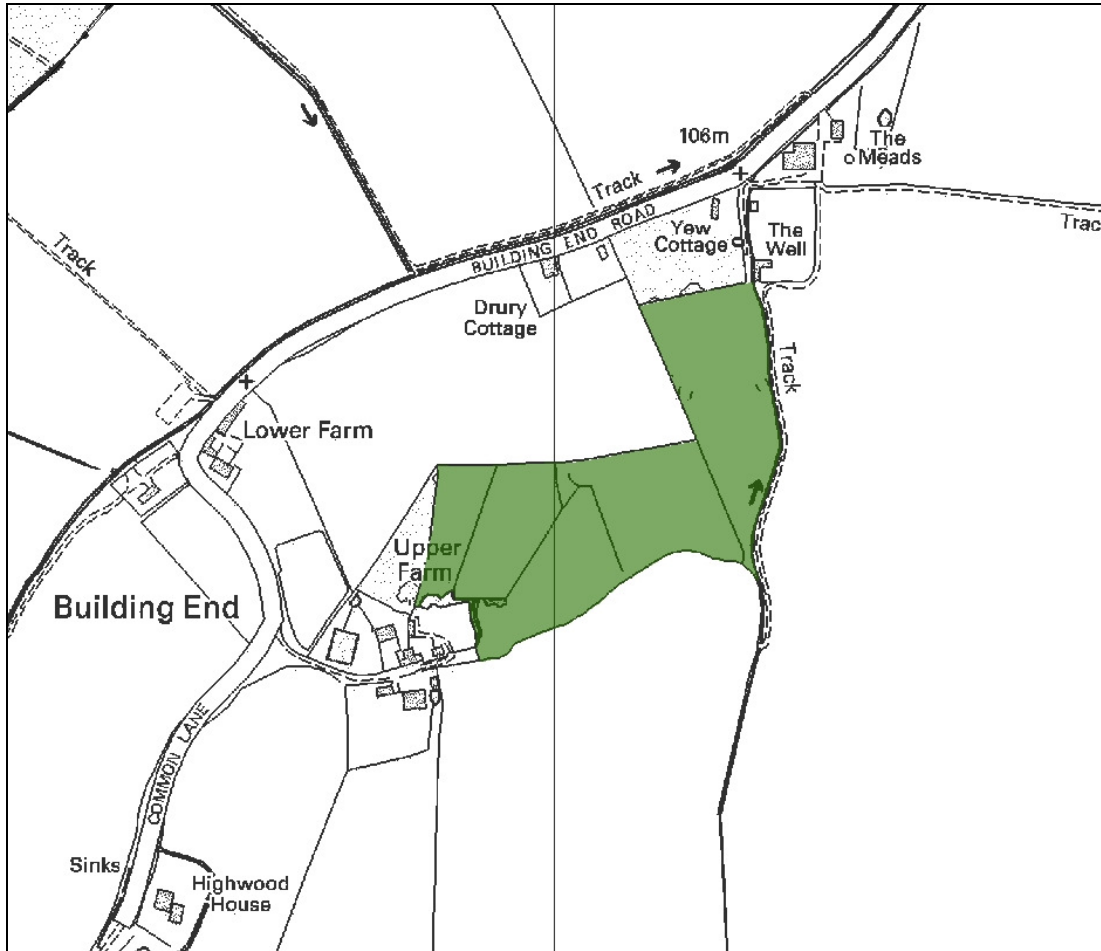 106m
The
Meads
Track
Track
BUILDING END ROAD
Yew
Cottage
The
Well
Track
Drury
Cottage
Track
Lower Farm
Upper
Farm
Building End
COMMON LANE
Sinks
Highwood
House